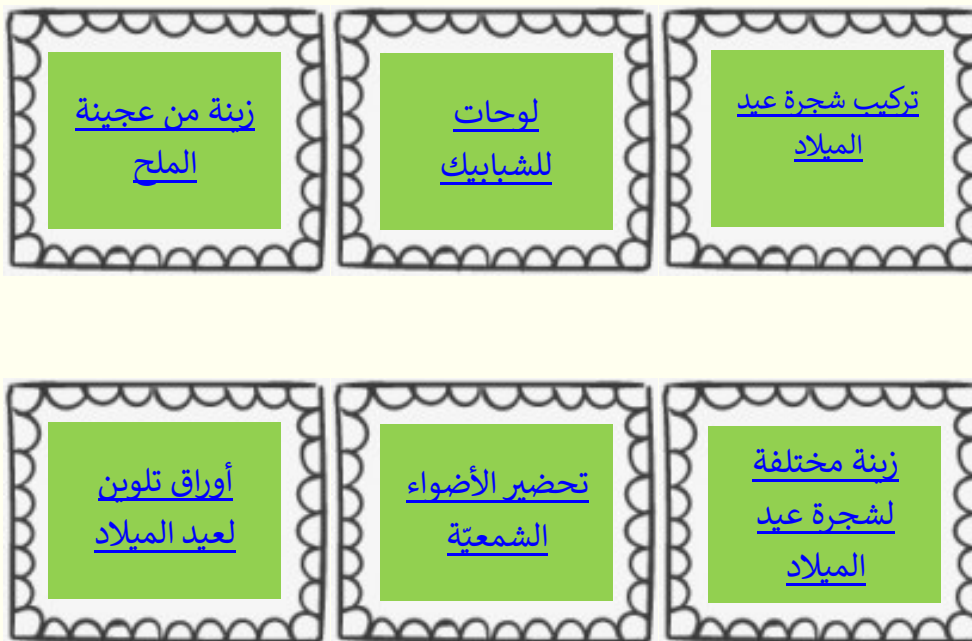 تركيب شجرة عيد
الميلاد
لوحات
للشبابيك
زينة من عجينة
الملح
زينة مختلفة
لشجرة عيد
الميلاد
تحضير الأضواء
الشمعيّة
أوراق تلوين
لعيد الميلاد